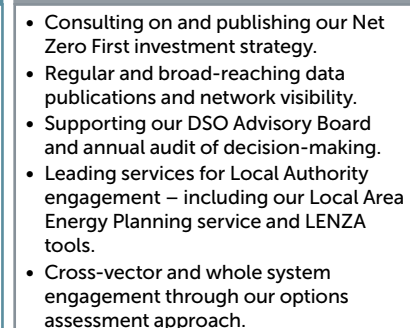 • Consulting on and publishing our Net
Zero First investment strategy.
• Regular and broad-reaching data
publications and network visibility.
• Supporting our DSO Advisory Board
and annual audit of decision-making.
• Leading services for Local Authority
engagement – including our Local Area
Energy Planning service and LENZA
tools.
• Cross-vector and whole system
engagement through our options
assessment approach.